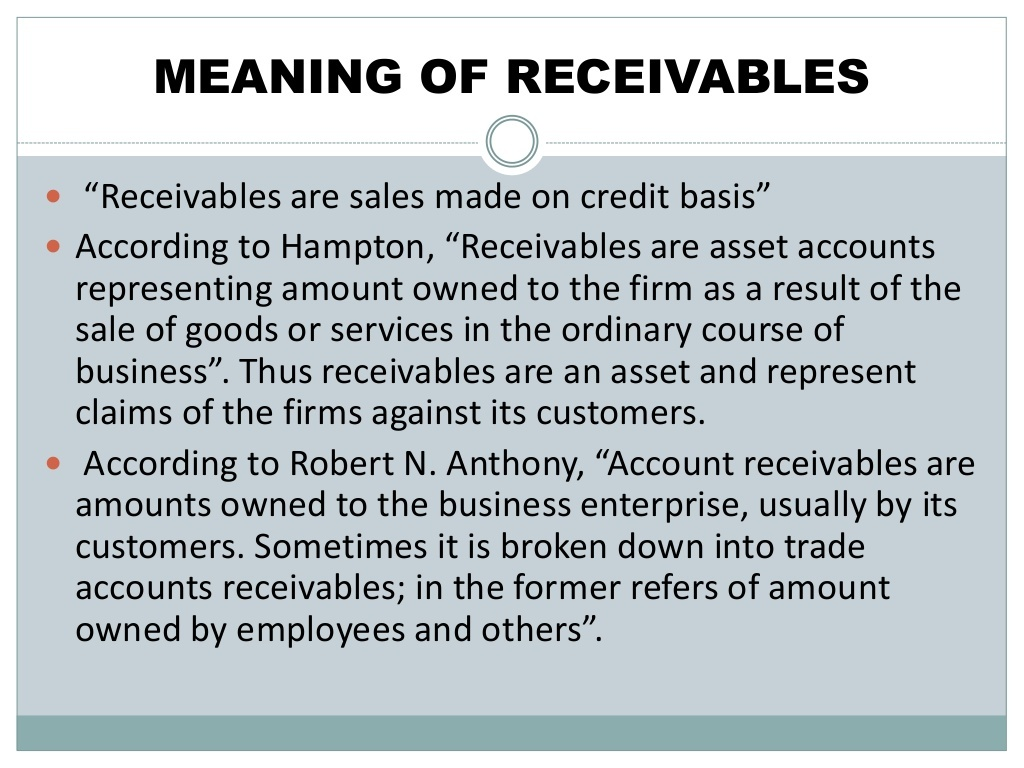 MEANING OF RECEIVABLES
• “Receivables are sales made on credit basis”
• According to Hampton, “Receivables are asset accounts
representing amount owned to the firm as a result of the
sale of goods or services in the ordinary course of
business”. Thus receivables are an asset and represent
claims of the firms against its customers.
• According to Robert N. Anthony, “Account receivables are
amounts owned to the business enterprise, usually by its
customers. Sometimes it is broken down into trade
accounts receivables; in the former refers of amount
owned by employees and others”.